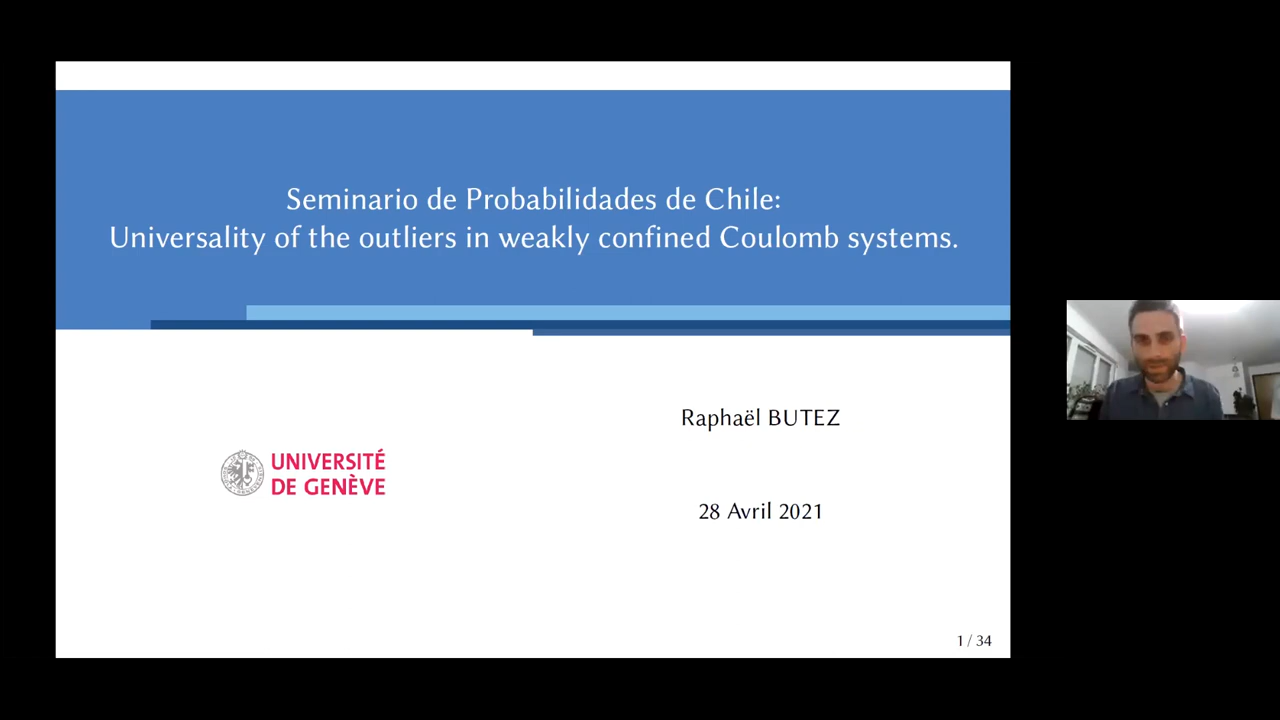 Seminario de Probabilidades de Chile:
Universality of the outliers in weakly confined Coulomb systems.
Raphaël BUTEZ
UNIVERSITÉ
DE GENÈVE
28 Avril 2021
1 / 34